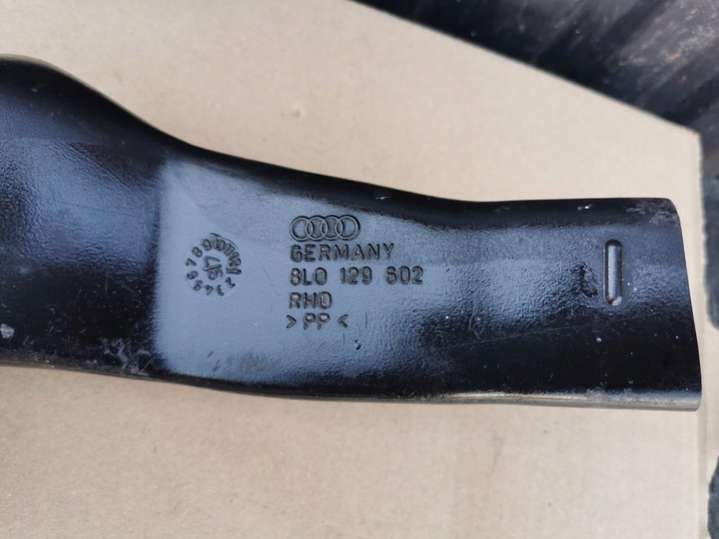 GERMANY
8L0 129 602
RHD
>PP<